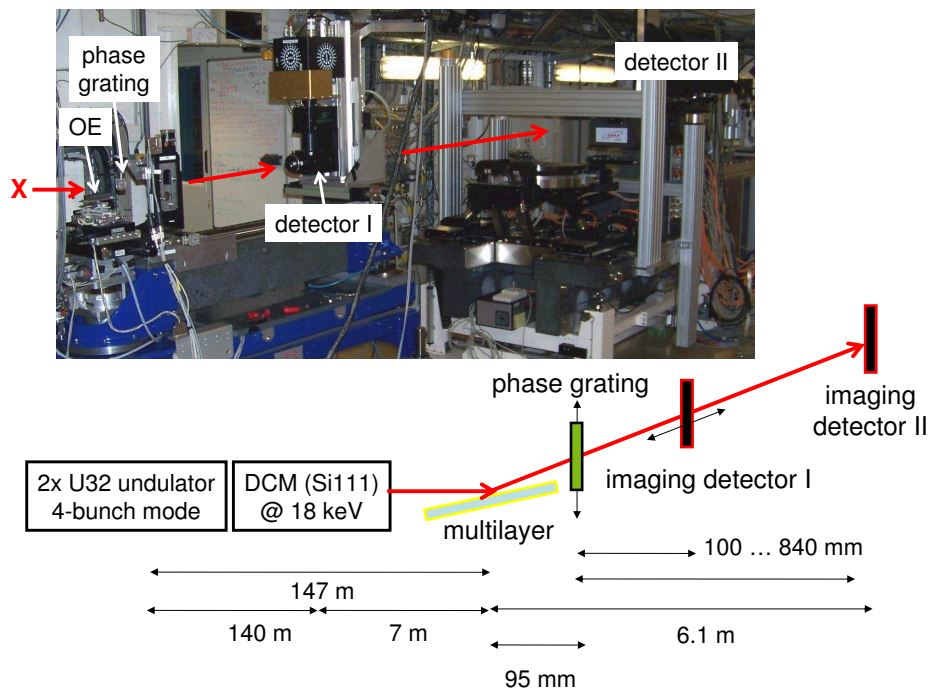 phase
grating
OE
X
detector I
detector II
phase grating
imaging
detector II
imaging detector I
2x U32 undulator
4-bunch mode
DCM (Si111)
@ 18 keV
multilayer
100 … 840 mm
147 m
140 m
7 m
6.1 m
95 mm